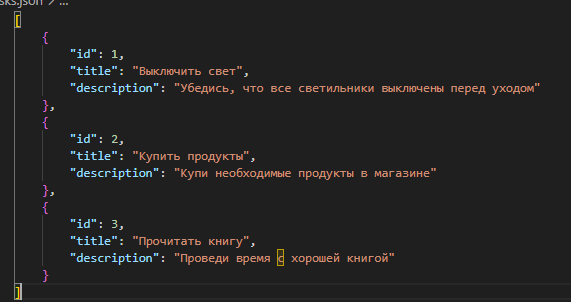 sks.json > ...
[
{
"id": 1,
"title": "Выключить свет",
"description": "Убедись, что все светильники выключены перед уходом"
},
{
"id": 2,
"title": "Купить продукты",
"description": "Купи необходимые продукты в магазине"
},
{
"id": 3,
"title": "Прочитать книгу",
"description": "Проведи время с хорошей книгой"
}
]